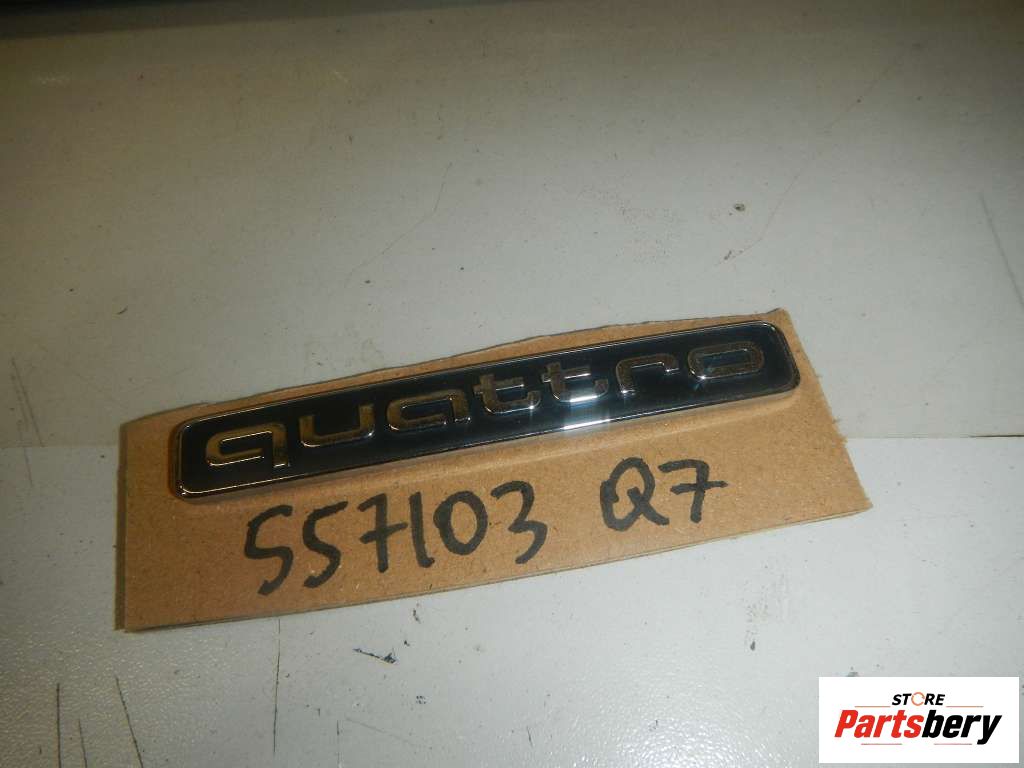 quattro
557103 Q7
STORE
Partsbery